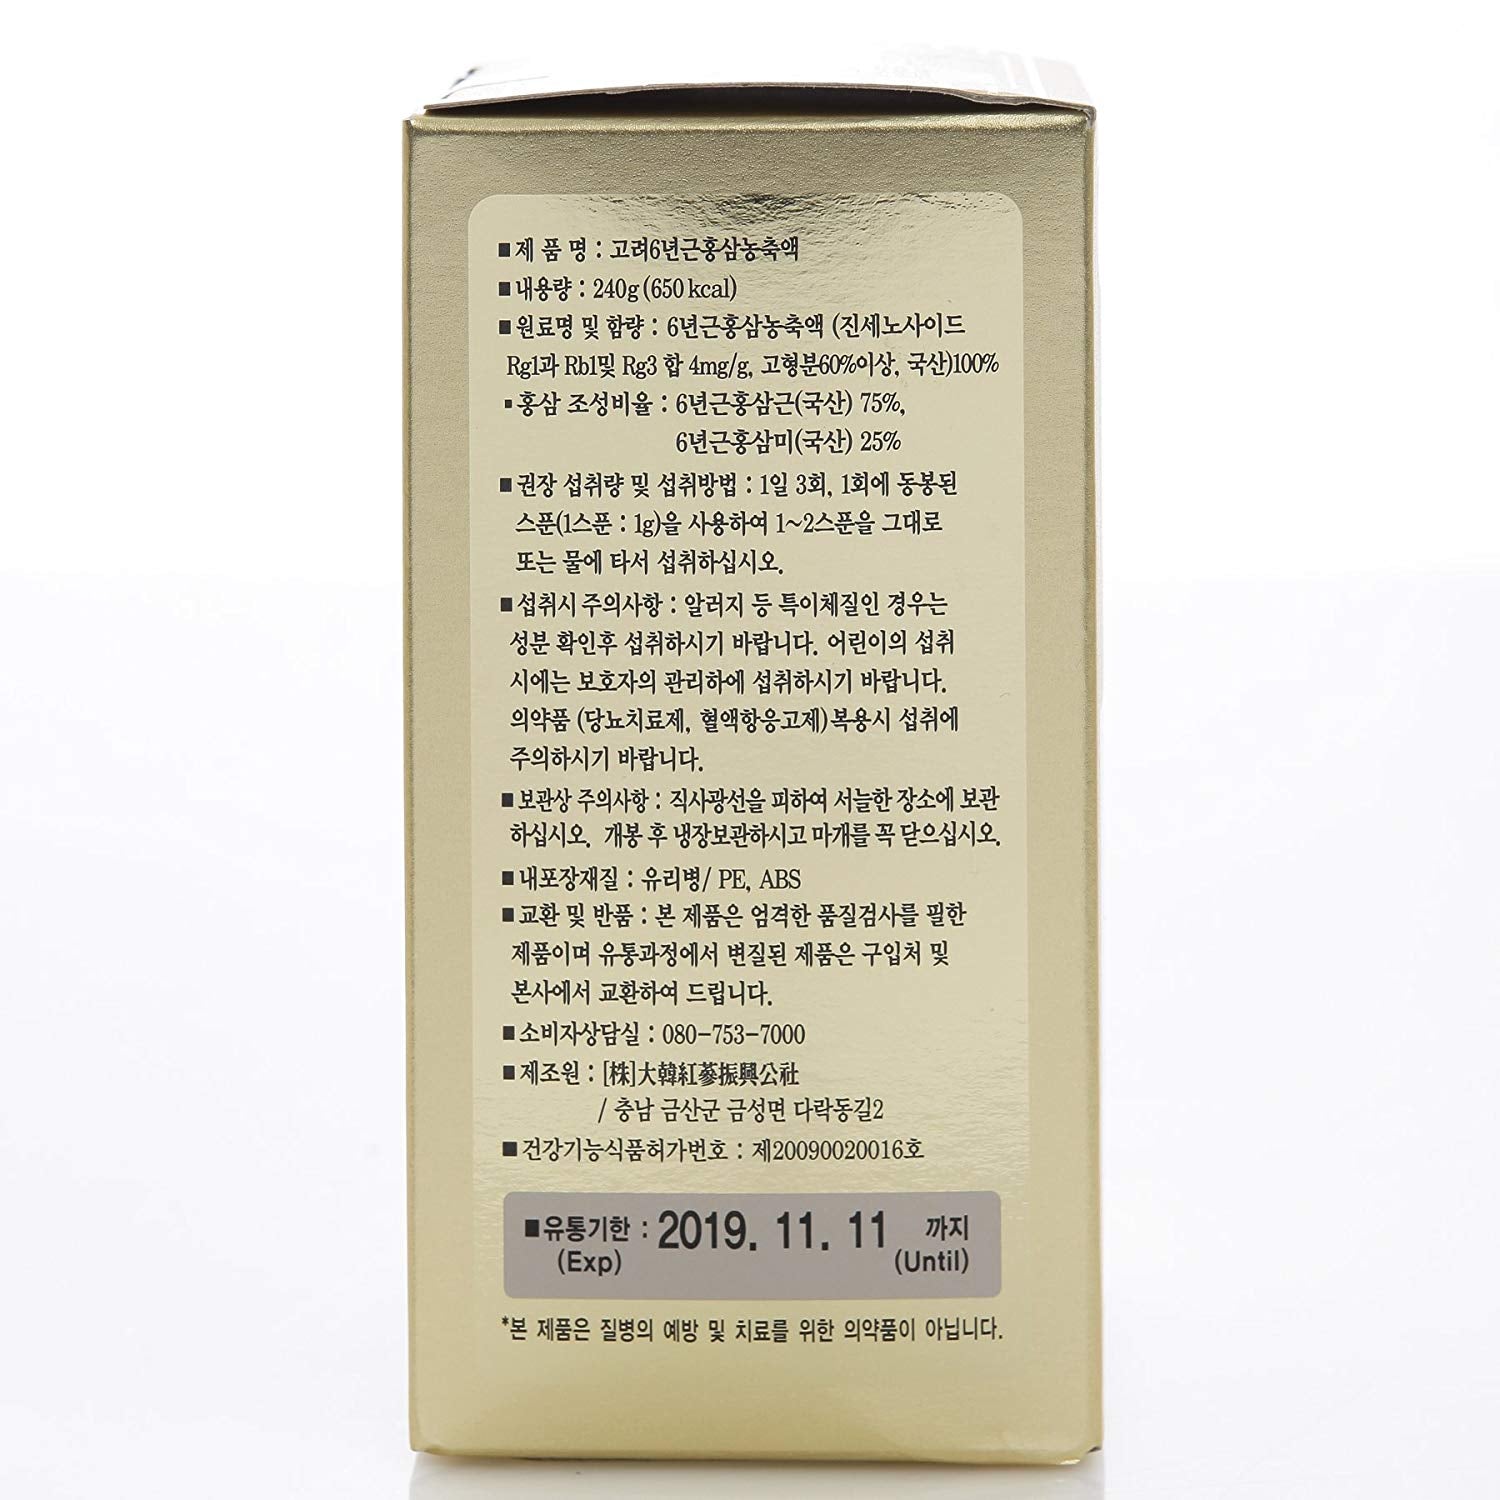 ■제 품 명 : 고려6년근홍삼농축액
■내용량 : 240g (650 kcal)
■원료명 및 함량 : 6년근홍삼농축액 (진세노사이드
Rg1과 Rb1및 Rg3 합 4mg/g, 고형분60%이상, 국산)100%
▪홍삼 조성비율 : 6년근홍삼근(국산) 75%,
6년근홍삼미(국산) 25%
■권장 섭취량 및 섭취방법 : 1일 3회, 1회에 동봉된
스푼(1스푼 : 1g)을 사용하여 1~2스푼을 그대로
또는 물에 타서 섭취하십시오.
■섭취시 주의사항 : 알러지 등 특이체질인 경우는
성분 확인후 섭취하시기 바랍니다. 어린이의 섭취
시에는 보호자의 관리하에 섭취하시기 바랍니다.
의약품 (당뇨치료제, 혈액항응고제)복용시 섭취에
주의하시기 바랍니다.
■보관상 주의사항 : 직사광선을 피하여 서늘한 장소에 보관
하십시오. 개봉 후 냉장보관하시고 마개를 꼭 닫으십시오.
■내포장재질 : 유리병/ PE, ABS
■교환 및 반품 : 본 제품은 엄격한 품질검사를 필한
제품이며 유통과정에서 변질된 제품은 구입처 및
본사에서 교환하여 드립니다.
■소비자상담실 : 080-753-7000
■제조원 : [株]大韓紅蔘振興公社
/ 충남 금산군 금성면 다락동길2
■건강기능식품허가번호 : 제20090020016호
■유통기한 : 2019. 11. 11 까지
(Exp) (Until)
*본 제품은 질병의 예방 및 치료를 위한 의약품이 아닙니다.